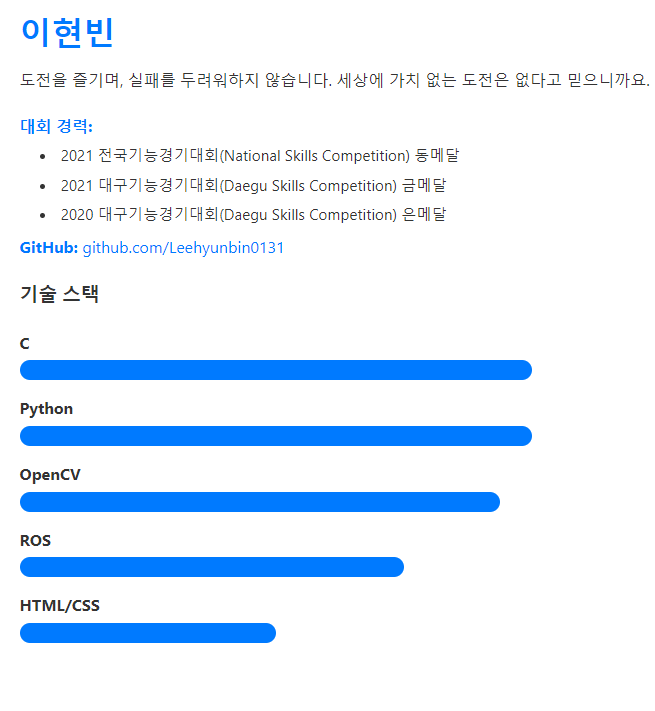 이현빈
도전을 즐기며, 실패를 두려워하지 않습니다. 세상에 가치 없는 도전은 없다고 믿으니까요.
대회 경력:
• 2021 전국기능경기대회(National Skills Competition) 동메달
• 2021 대구기능경기대회(Daegu Skills Competition) 금메달
• 2020 대구기능경기대회(Daegu Skills Competition) 은메달
GitHub: github.com/Leehyunbin0131
기술 스택
C
Python
OpenCV
ROS
HTML/CSS